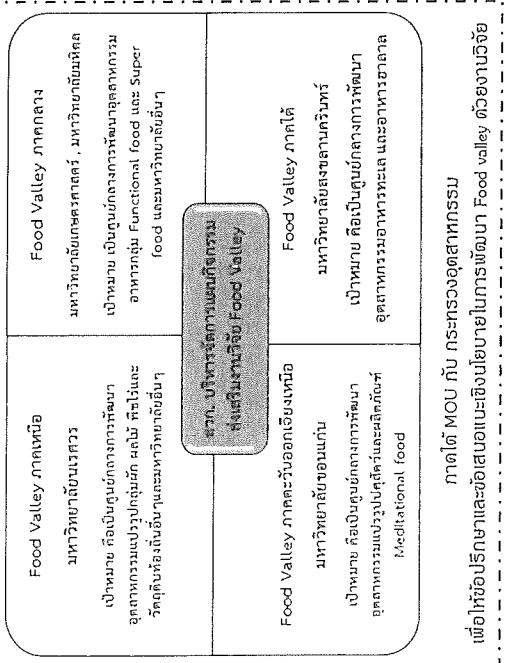 Food Valley ภาคเหนือ
มหาวิทยาลัยนเรศวร
เป้าหมาย คือเป็นศูนย์กลางการพัฒนา
อุตสาหกรรมแปรรูปกลุ่มผัก ผลไม้ พืชไร่และ
วัตถุดิบท้องถิ่นอื่นๆและมหาวิทยาลัยอื่นๆ
Food Valley ภาคกลาง
มหาวิทยาลัยเกษตรศาสตร์ , มหาวิทยาลัยมหิดล
เป้าหมาย เป็นศูนย์กลางการพัฒนาอุตสาหกรรม
อาหารกลุ่ม Functional food และ Super
food และมหาวิทยาลัยอื่นๆ
สวก. บริหารจัดการแผนกิจกรรม
ส่งเสริมงานวิจัย Food Valley
Food Valley ภาคตะวันออกเฉียงเหนือ
มหาวิทยาลัยขอนแก่น
เป้าหมาย คือเป็นศูนย์กลางการพัฒนา
อุตสาหกรรมแปรรูปปศุสัตว์และผลิตภัณฑ์
Meditational food
Food Valley ภาคใต้
มหาวิทยาลัยสงขลานครินทร์
เป้าหมาย คือเป็นศูนย์กลางการพัฒนา
อุตสาหกรรมอาหารทะเล และอาหารฮาลาล
ภาคใต้ MOU กับ กระทรวงอุตสาหกรรม
เพื่อให้ข้อปรึกษาและข้อเสนอแนะเชิงนโยบายในการพัฒนา Food valley ด้วยงานวิจัย